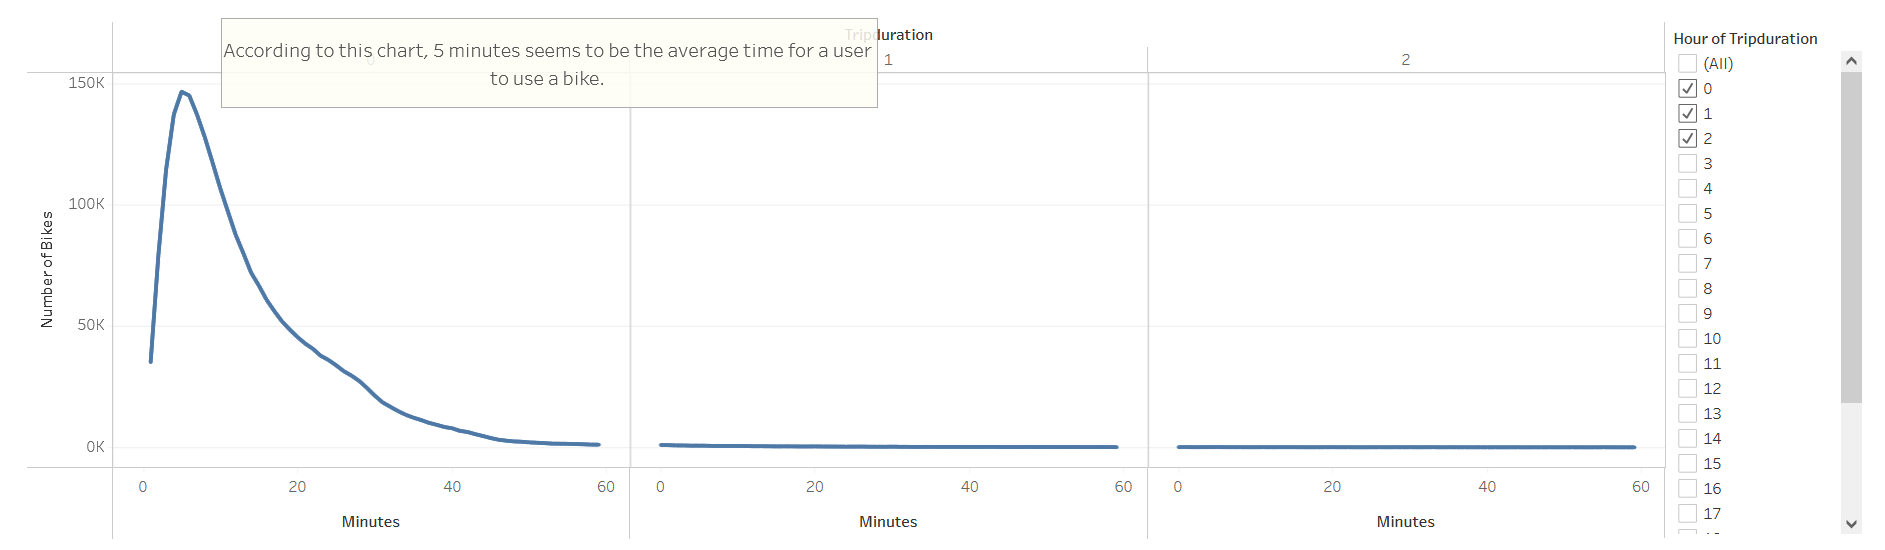 Tripduration
0
1
2
According to this chart, 5 minutes seems to be the average time for a user
to use a bike.
150K
100K
50K
0K
Number of Bikes
0 20 40 60
0 20 40 60
0 20 40 60
Minutes
Minutes
Minutes
Hour of Tripduration
(All)
0
1
2
3
4
5
6
7
8
9
10
11
12
13
14
15
16
17